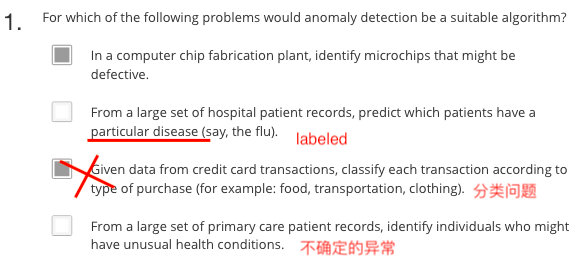 1. For which of the following problems would anomaly detection be a suitable algorithm?
In a computer chip fabrication plant, identify microchips that might be
defective.
From a large set of hospital patient records, predict which patients have a
particular disease (say, the flu). labeled
Given data from credit card transactions, classify each transaction according to
type of purchase (for example: food, transportation, clothing). 分类问题
From a large set of primary care patient records, identify individuals who might
have unusual health conditions. 不确定的异常